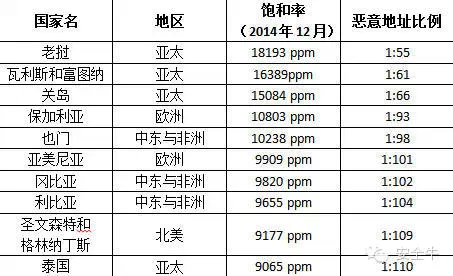 国家名 地区 饱和率 恶意地址比例
（2014年12月）
老挝 亚太 18193 ppm 1:55
瓦利斯和富图纳 亚太 16389ppm 1:61
关岛 亚太 15084 ppm 1:66
保加利亚 欧洲 10803 ppm 1:93
也门 中东与非洲 10238 ppm 1:98
亚美尼亚 欧洲 9909 ppm 1:101
冈比亚 中东与非洲 9820 ppm 1:102
利比亚 中东与非洲 9655 ppm 1:104
圣文森特和
格林纳丁斯 北美 9177 ppm 1:109
泰国 亚太 9065 ppm 1:110
安全牛